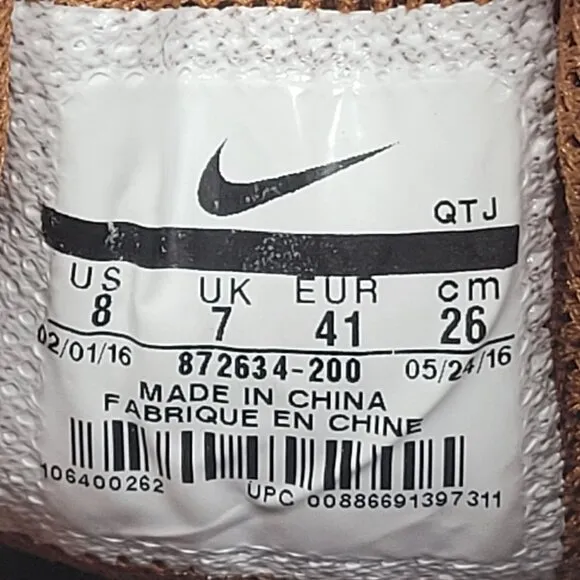 QTJ
US UK EUR cm
8 7 41 26
02/01/16 872634-200 05/24/16
MADE IN CHINA
FABRIQUE EN CHINE
106400262 UPC 00886691397311